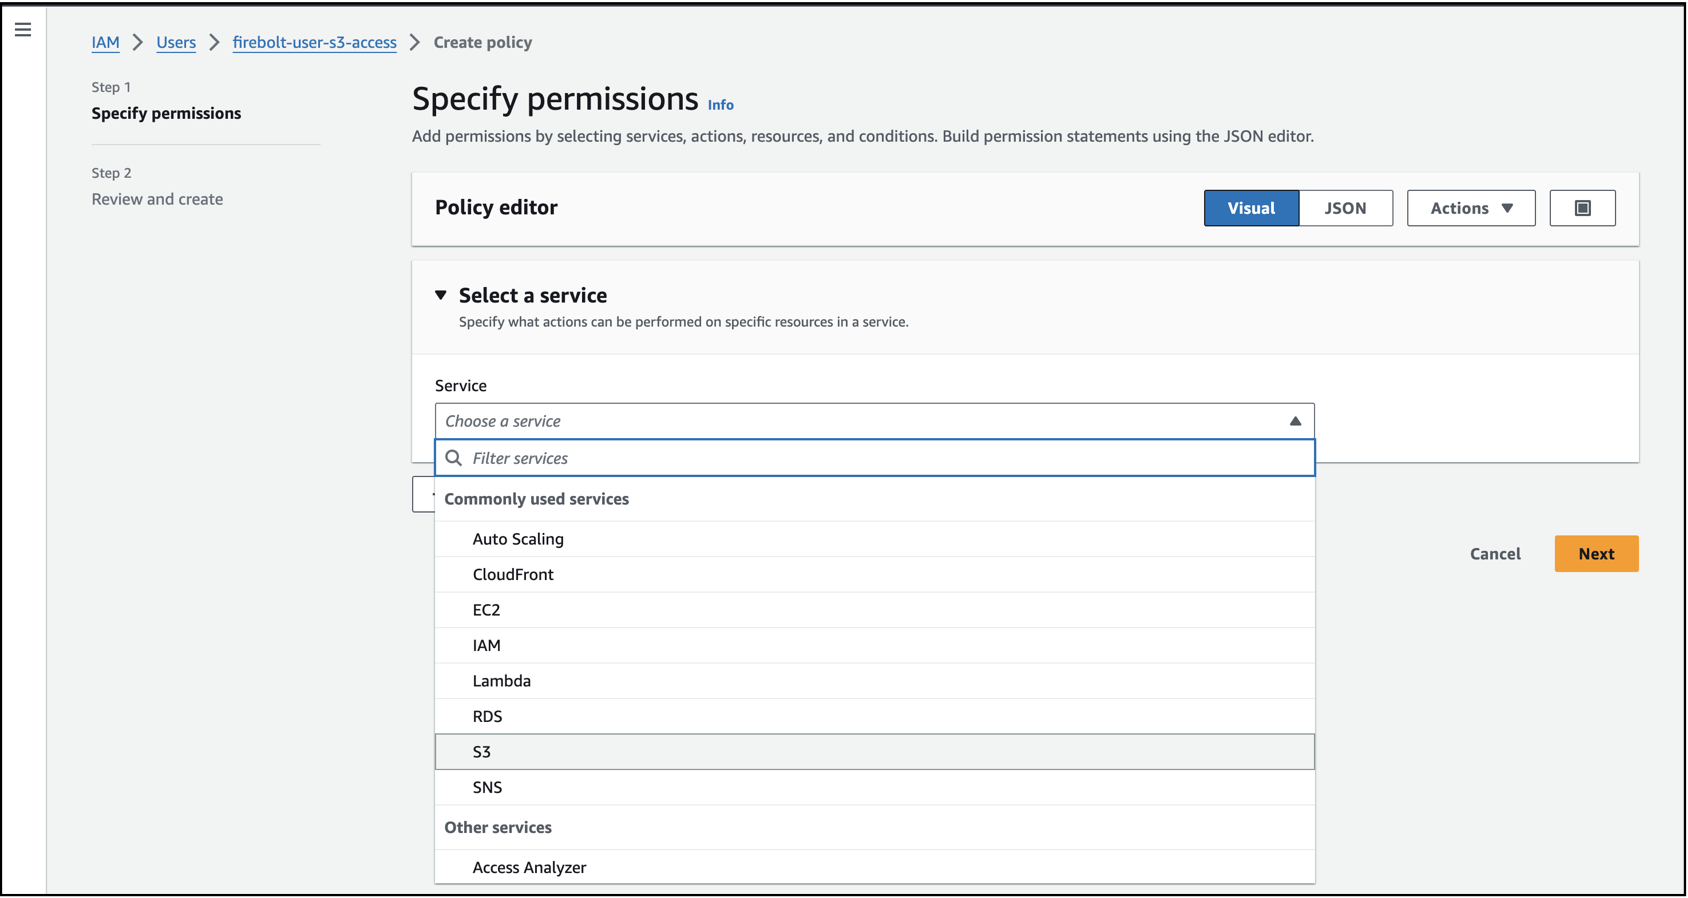 IAM > Users > firebolt-user-s3-access > Create policy
Step 1
Specify permissions
Step 2
Review and create
Specify permissions Info
Add permissions by selecting services, actions, resources, and conditions. Build permission statements using the JSON editor.
Policy editor
Visual JSON Actions
Select a service
Specify what actions can be performed on specific resources in a service.
Service
Choose a service
Filter services
Commonly used services
Auto Scaling
CloudFront
EC2
IAM
Lambda
RDS
S3
SNS
Other services
Access Analyzer
Cancel Next